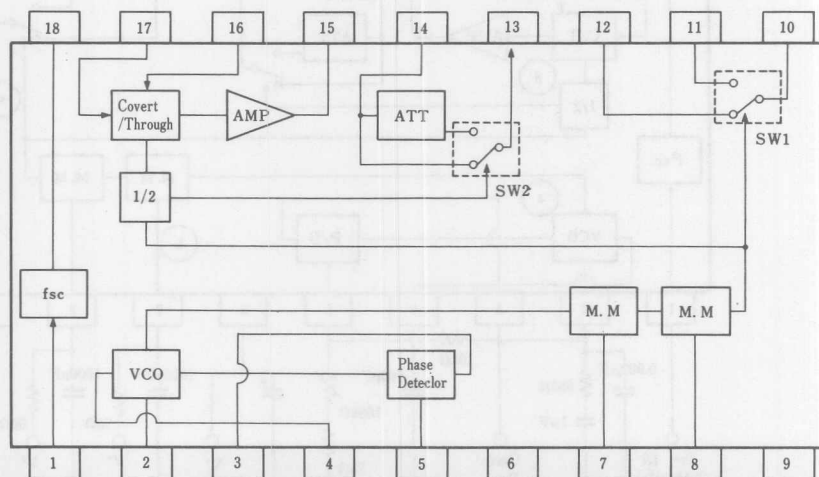 18 17 16 15 14 13 12 11 10
Covert
/Through
AMP
ATT
SW1
SW2
1/2
fsc
M. M
M. M
VCO
Phase
Deteclor
1 2 3 4 5 6 7 8 9